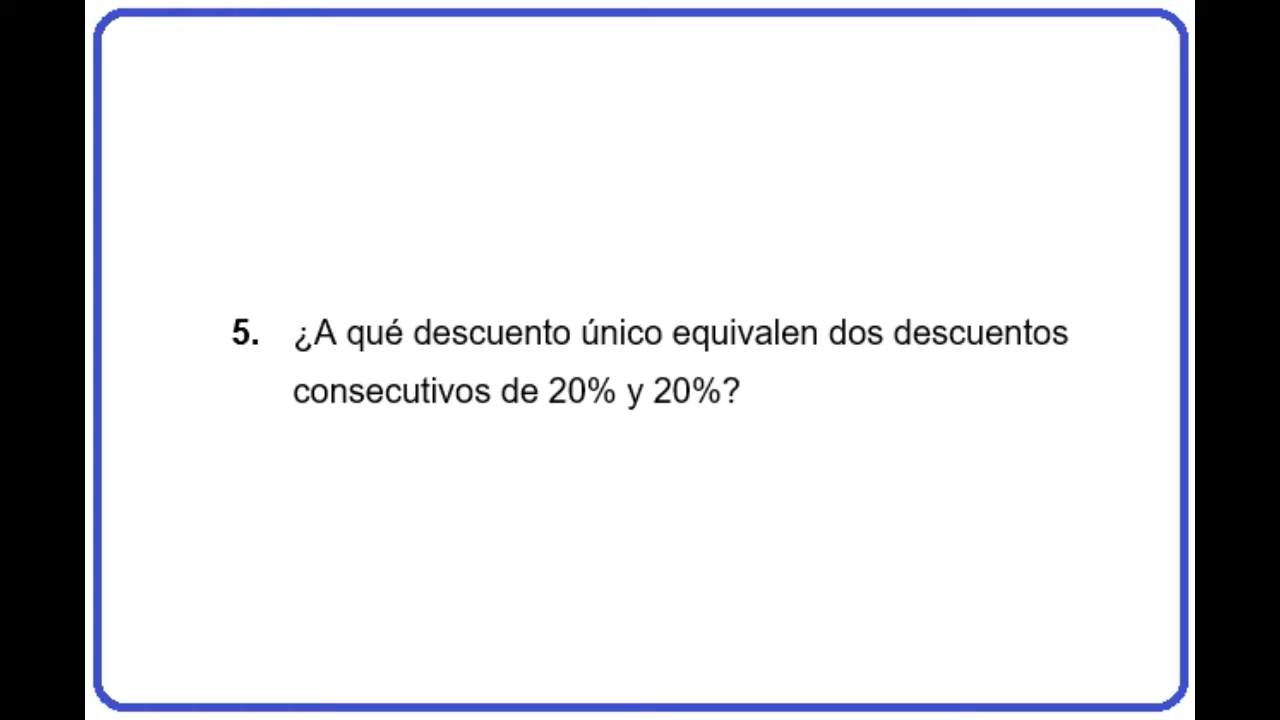 5. ¿A qué descuento único equivalen dos descuentos
consecutivos de 20% y 20%?